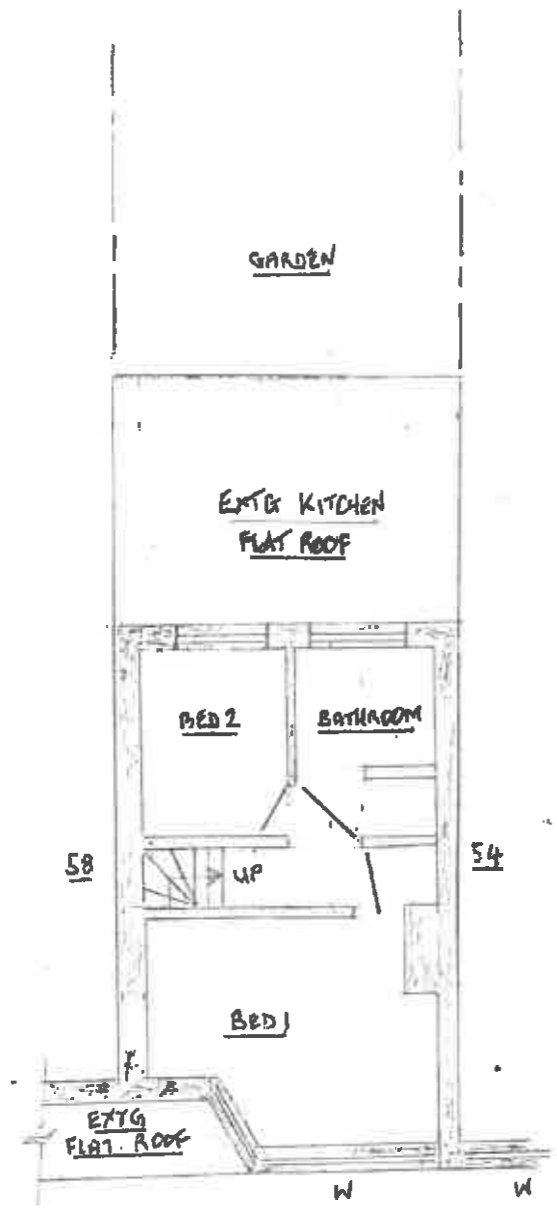 GARDEN
EXTG KITCHEN
FLAT ROOF
BED 2
BATHROOM
58
UP
54
BED 1
EXTG
FLAT ROOF
W
W